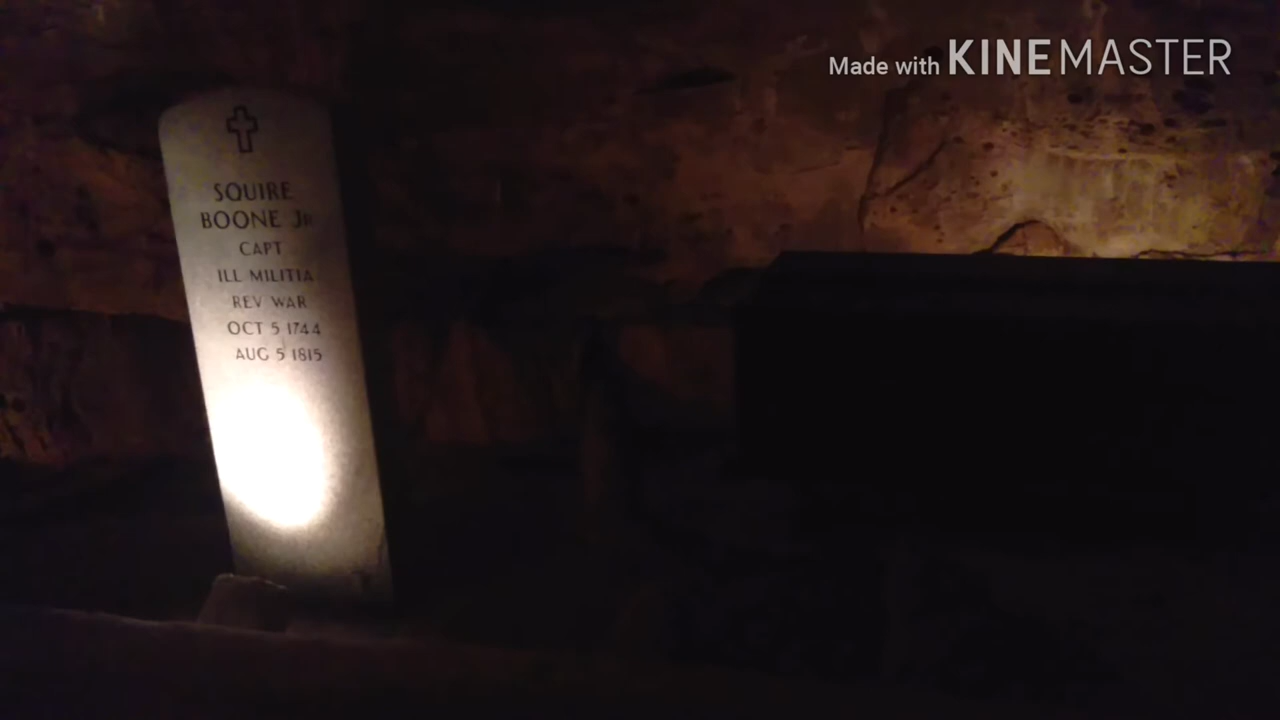 Made with KINEMASTER
SQUIRE
BOONE JR
CAPT
ILL MILITIA
REV WAR
OCT 5 1744
AUG 5 1815